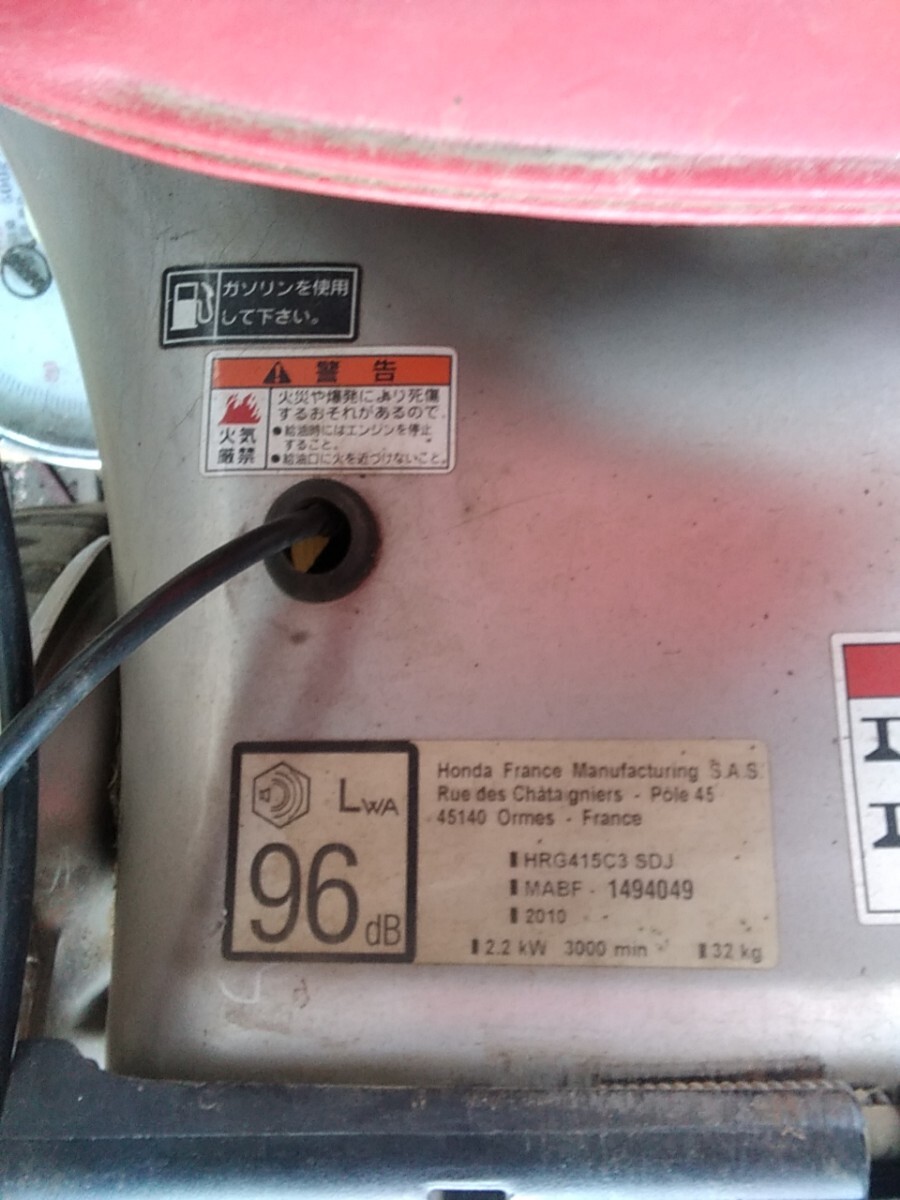 ガソリンを使用
して下さい。
警告
火災や爆発により死傷
するおそれがあるので
火気
厳禁
●給油時にはエンジンを停止
すること。
●給油口に火を近づけないこと。
LWA
96 dB
Honda France Manufacturing S.A.S.
Rue des Châtaigniers - Pôle 45
45140 Ormes - France
HRG415C3 SDJ
MABF - 1494049
2010
2.2 kW 3000 min⁻¹ 32 kg